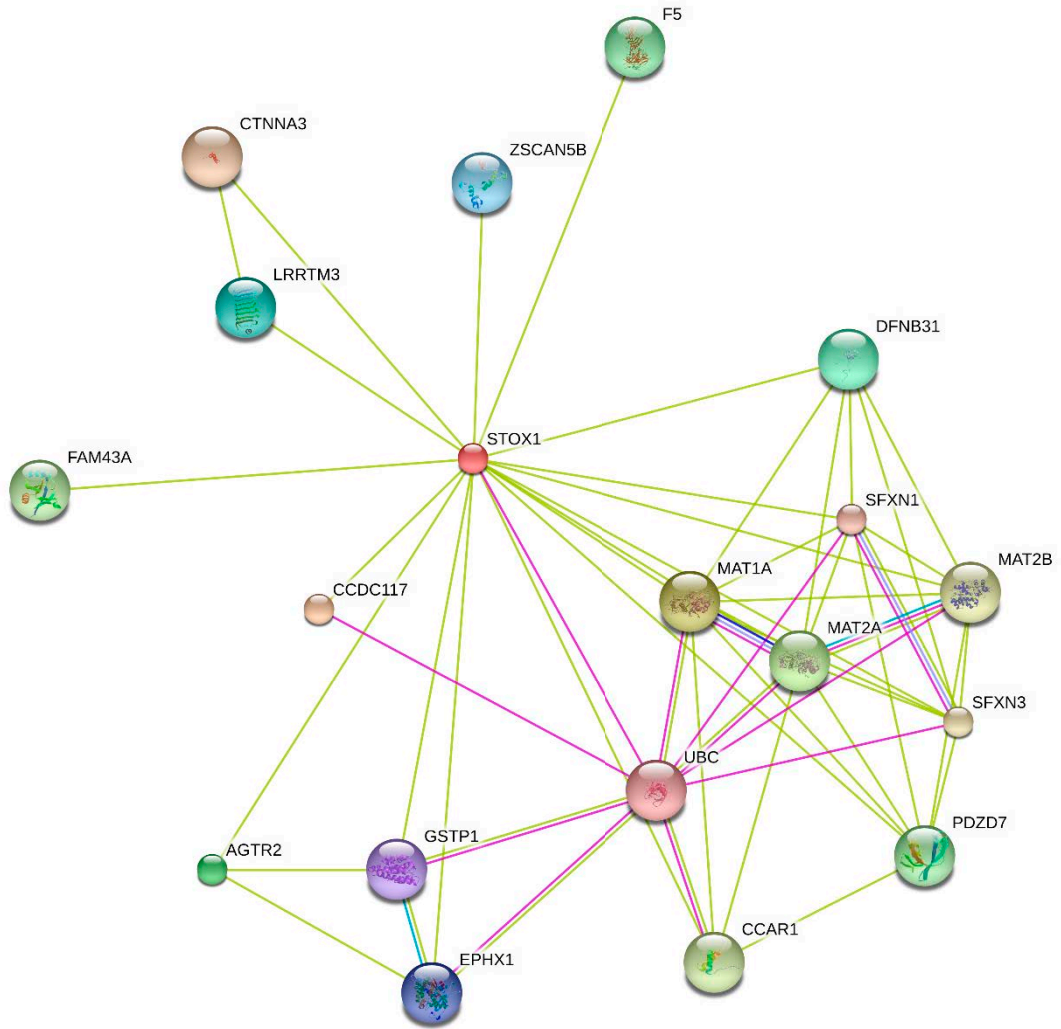 F5
CTNNA3
ZSCAN5B
LRRTM3
DFNB31
STOX1
FAM43A
SFXN1
MAT2B
MAT1A
CCDC117
MAT2A
SFXN3
UBC
PDZD7
GSTP1
AGTR2
CCAR1
EPHX1